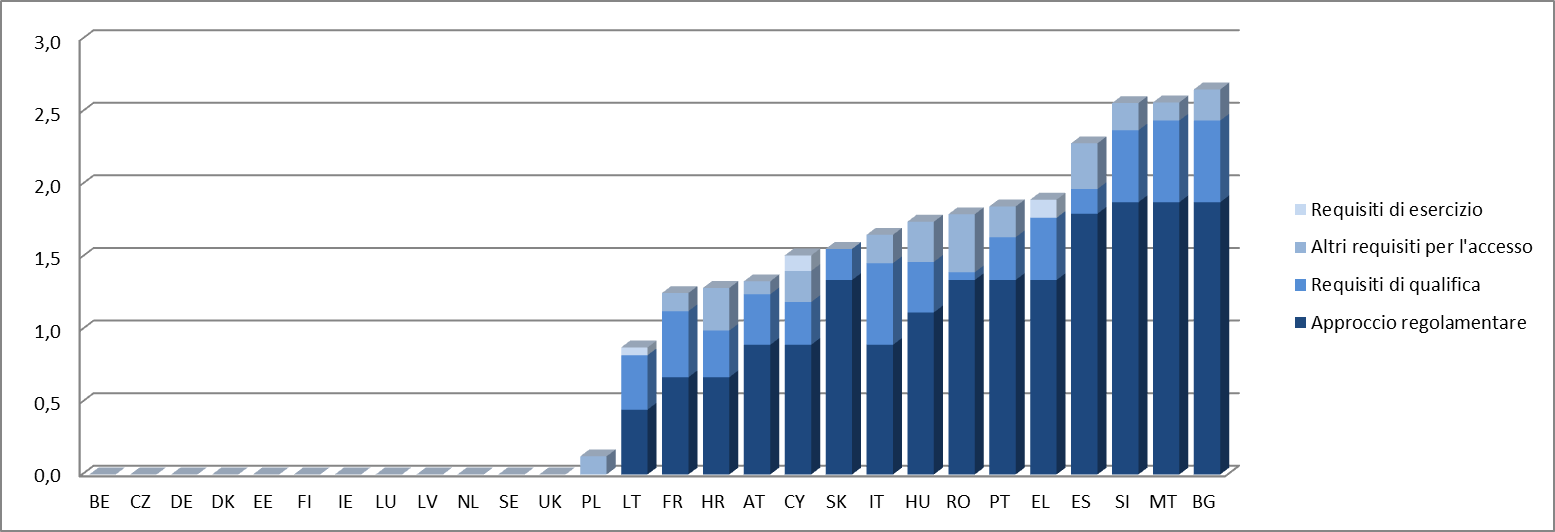 3,0
2,5
2,0
1,5
1,0
0,5
0,0
BE CZ DE DK EE FI IE LU LV NL SE UK PL LT FR HR AT CY SK IT HU RO PT EL ES SI MT BG
Requisiti di esercizio
Altri requisiti per l'accesso
Requisiti di qualifica
Approccio regolamentare